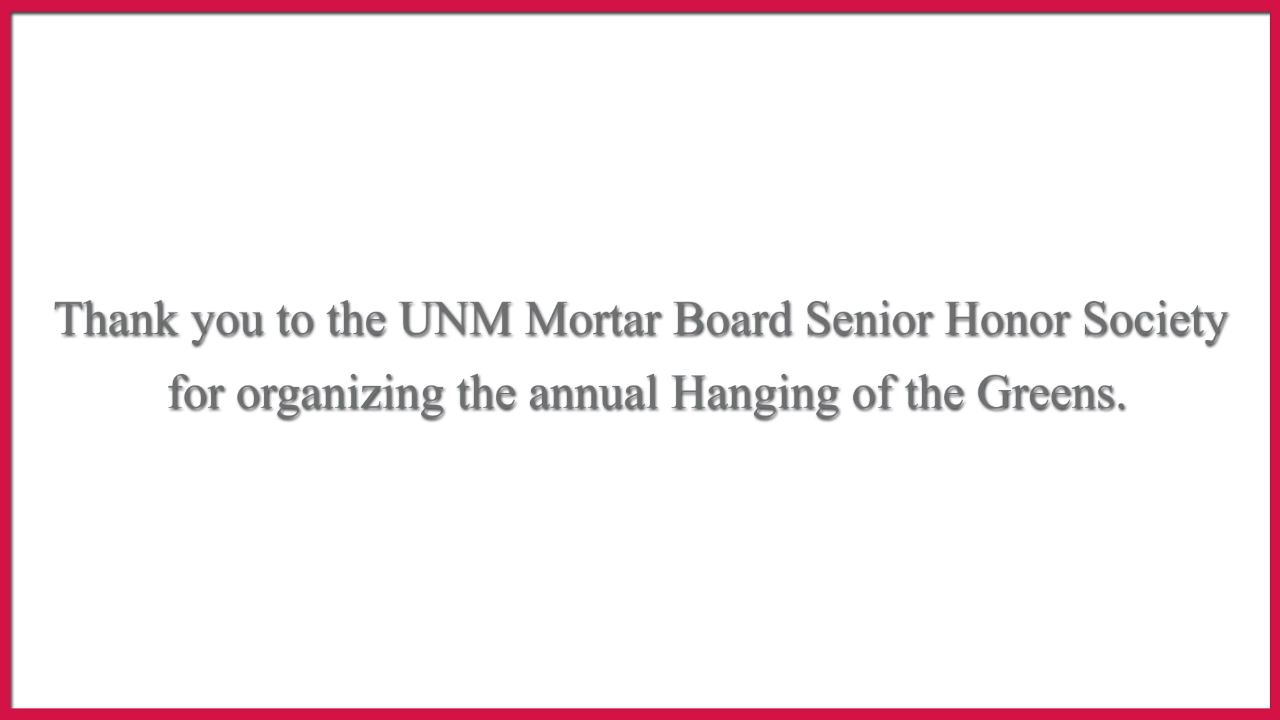 Thank you to the UNM Mortar Board Senior Honor Society
for organizing the annual Hanging of the Greens.